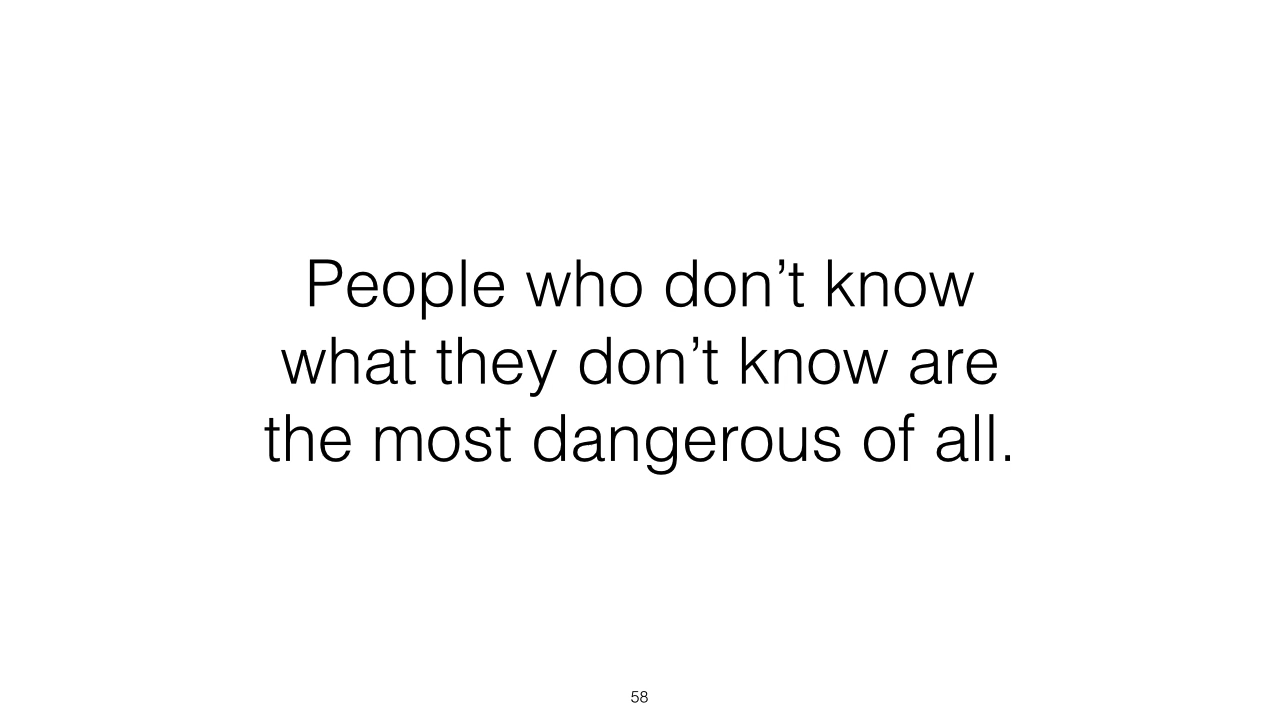 People who don’t know
what they don’t know are
the most dangerous of all.
58